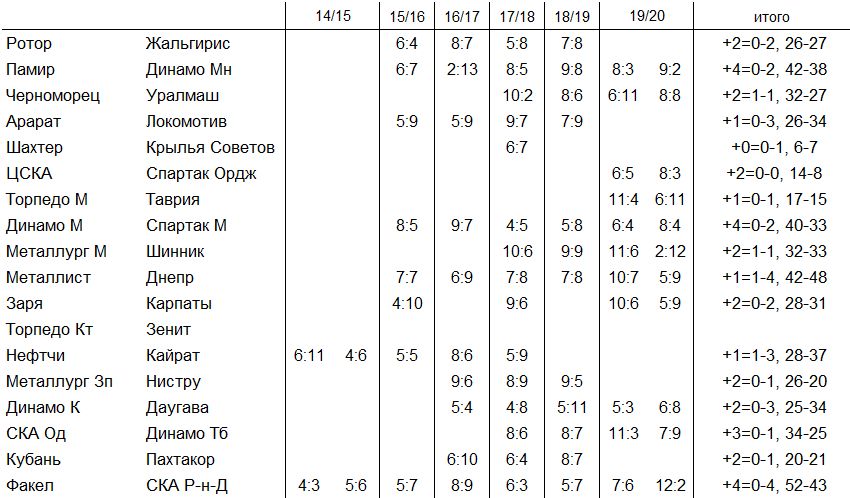 14/15 15/16 16/17 17/18 18/19 19/20 итого
Ротор Жальгирис 6:4 8:7 5:8 7:8 +2=0-2, 26-27
Памир Динамо Мн 6:7 2:13 8:5 9:8 8:3 9:2 +4=0-2, 42-38
Черноморец Уралмаш 10:2 8:6 6:11 8:8 +2=1-1, 32-27
Арарат Локомотив 5:9 5:9 9:7 7:9 +1=0-3, 26-34
Шахтер Крылья Советов 6:7 +0=0-1, 6-7
ЦСКА Спартак Ордж 6:5 8:3 +2=0-0, 14-8
Торпедо М Таврия 11:4 6:11 +1=0-1, 17-15
Динамо М Спартак М 8:5 9:7 4:5 5:8 6:4 8:4 +4=0-2, 40-33
Металлург М Шинник 10:6 9:9 11:6 2:12 +2=1-1, 32-33
Металлист Днепр 7:7 6:9 7:8 7:8 10:7 5:9 +1=1-4, 42-48
Заря Карпаты 4:10 9:6 10:6 5:9 +2=0-2, 28-31
Торпедо Кт Зенит
Нефтчи Кайрат 6:11 4:6 5:5 8:6 5:9 +1=1-3, 28-37
Металлург Зп Нистру 9:6 8:9 9:5 +2=0-1, 26-20
Динамо К Даугава 5:4 4:8 5:11 5:3 6:8 +2=0-3, 25-34
СКА Од Динамо Тб 8:6 8:7 11:3 7:9 +3=0-1, 34-25
Кубань Пахтакор 6:10 6:4 8:7 +2=0-1, 20-21
Факел СКА Р-н-Д 4:3 5:6 5:7 8:9 6:3 5:7 7:6 12:2 +4=0-4, 52-43